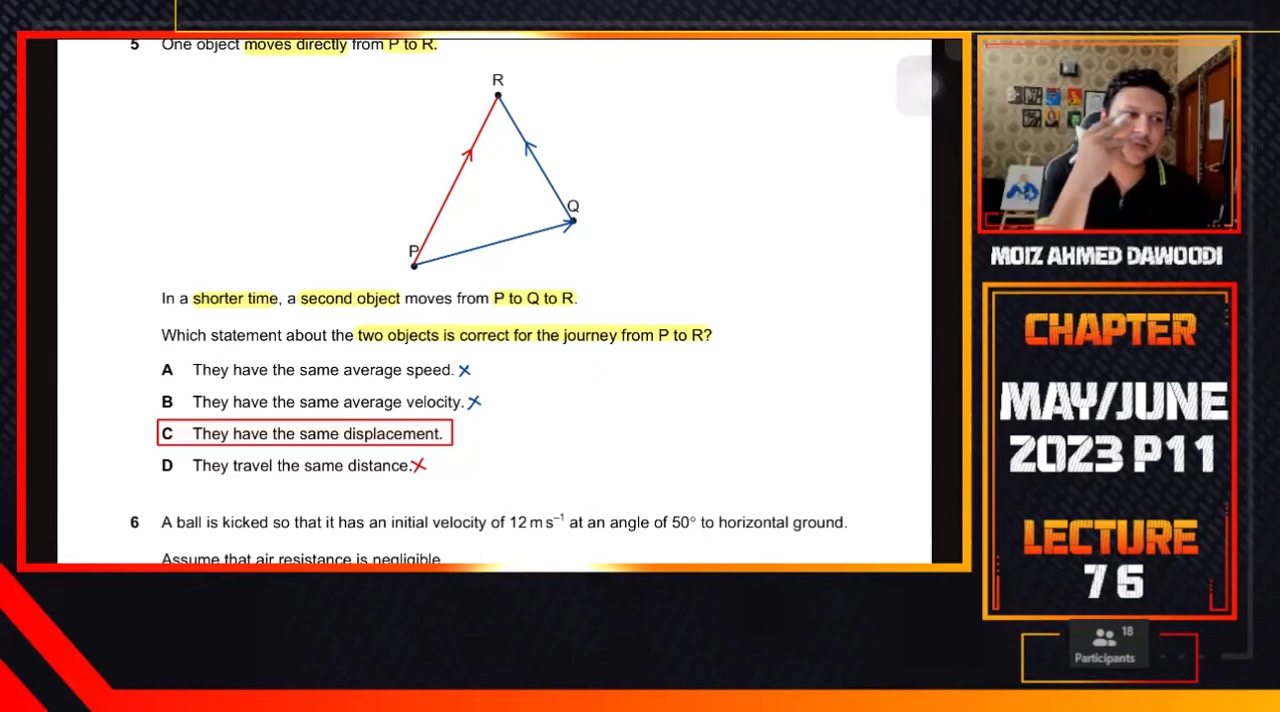 5 One object moves directly from P to R.
R
Q
P
In a shorter time, a second object moves from P to Q to R.
Which statement about the two objects is correct for the journey from P to R?
A They have the same average speed.
B They have the same average velocity.
C They have the same displacement.
D They travel the same distance.
6 A ball is kicked so that it has an initial velocity of 12 m s⁻¹ at an angle of 50° to horizontal ground.
Assume that air resistance is negligible
MOIZ AHMED DAWOODI
CHAPTER
MAY/JUNE
2023 P11
LECTURE
76
18
Participants